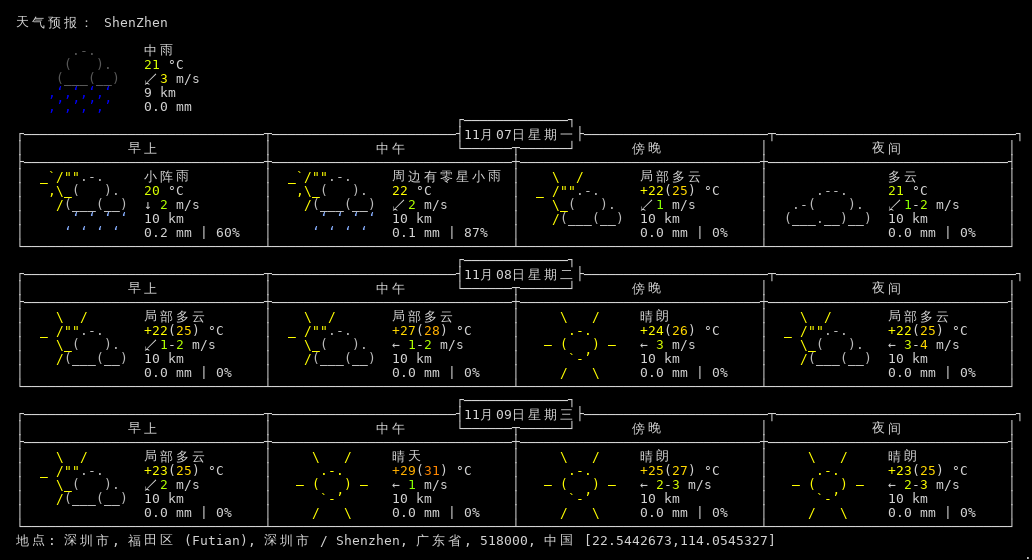 天气预报： ShenZhen
中雨
21 °C
↙3 m/s
9 km
0.0 mm
11月07日星期一
早上 中午 傍晚 夜间
小阵雨 周边有零星小雨 局部多云 多云
20 °C 22 °C +22(25) °C 21 °C
↓ 2 m/s ↙2 m/s ↙1 m/s ↙1-2 m/s
10 km 10 km 10 km 10 km
0.2 mm | 60% 0.1 mm | 87% 0.0 mm | 0% 0.0 mm | 0%
11月08日星期二
早上 中午 傍晚 夜间
局部多云 局部多云 晴朗 局部多云
+22(25) °C +27(28) °C +24(26) °C +22(25) °C
↙1-2 m/s ← 1-2 m/s ← 3 m/s ← 3-4 m/s
10 km 10 km 10 km 10 km
0.0 mm | 0% 0.0 mm | 0% 0.0 mm | 0% 0.0 mm | 0%
11月09日星期三
早上 中午 傍晚 夜间
局部多云 晴天 晴朗 晴朗
+23(25) °C +29(31) °C +25(27) °C +23(25) °C
↙2 m/s ← 1 m/s ← 2-3 m/s ← 2-3 m/s
10 km 10 km 10 km 10 km
0.0 mm | 0% 0.0 mm | 0% 0.0 mm | 0% 0.0 mm | 0%
地点: 深圳市, 福田区 (Futian), 深圳市 / Shenzhen, 广东省, 518000, 中国 [22.5442673,114.0545327]